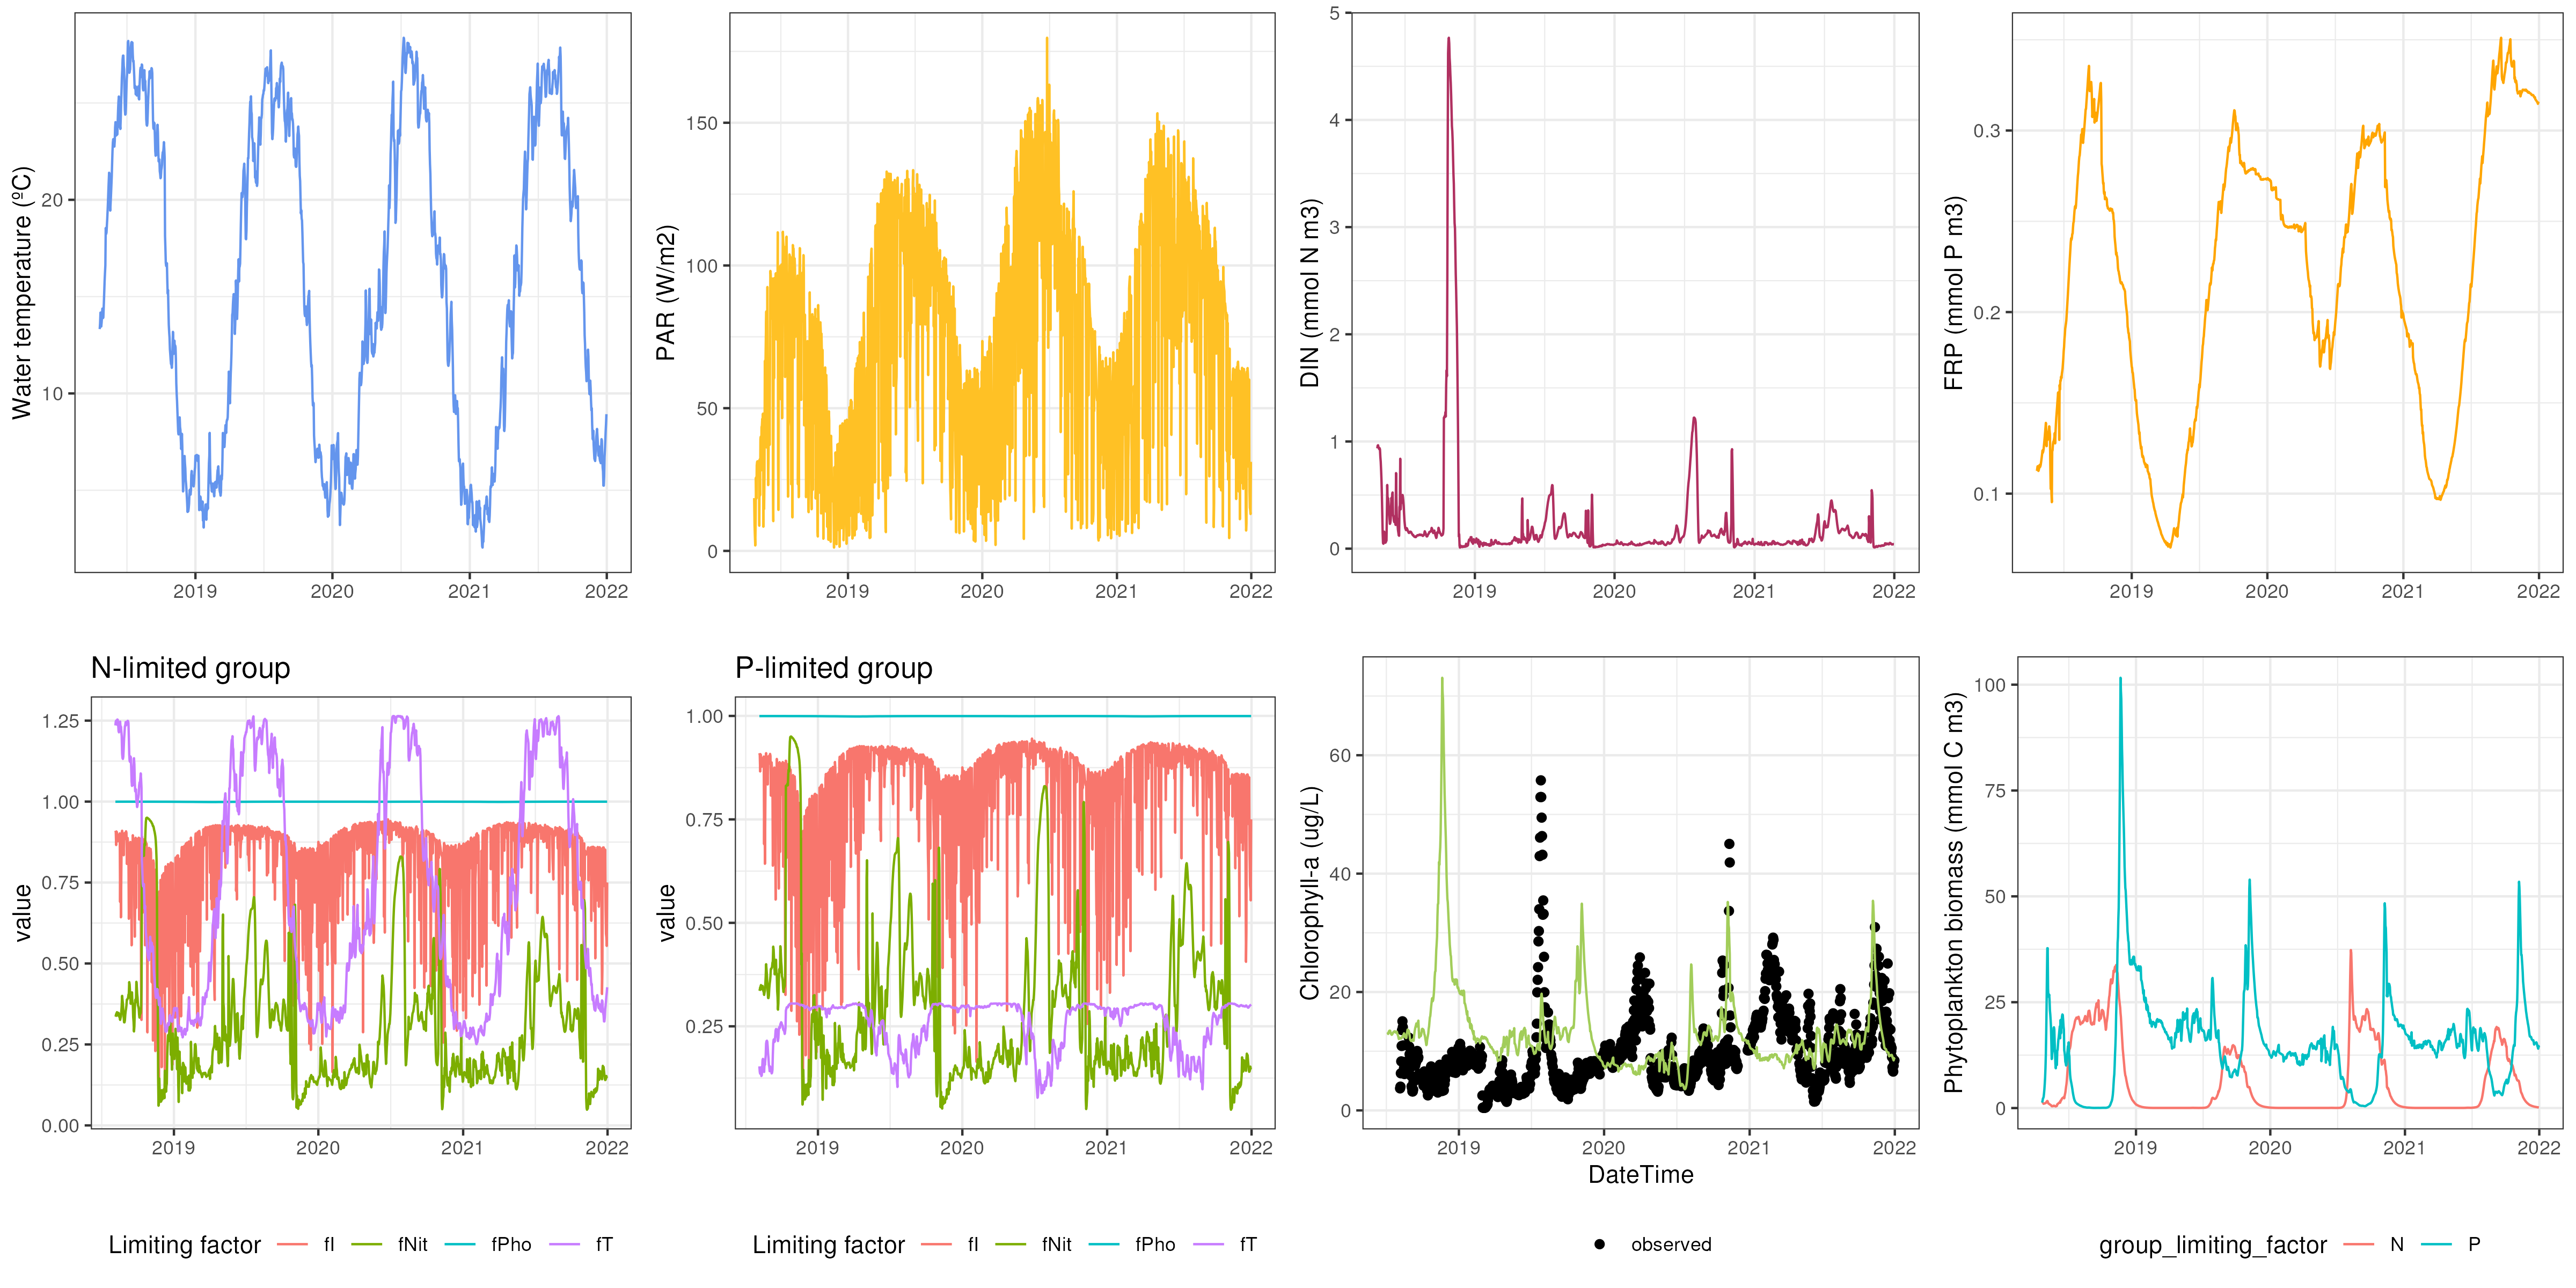 Water temperature (ºC)
20
10
2019 2020 2021 2022
PAR (W/m2)
150
100
50
0
2019 2020 2021 2022
DIN (mmol N m3)
5
4
3
2
1
0
2019 2020 2021 2022
FRP (mmol P m3)
0.3
0.2
0.1
2019 2020 2021 2022
N-limited group
value
1.25
1.00
0.75
0.50
0.25
0.00
2019 2020 2021 2022
Limiting factor fI fNit fPho fT
P-limited group
value
1.00
0.75
0.50
0.25
2019 2020 2021 2022
Limiting factor fI fNit fPho fT
Chlorophyll-a (ug/L)
60
40
20
0
2019 2020 2021 2022
DateTime
observed
Phytoplankton biomass (mmol C m3)
100
75
50
25
0
2019 2020 2021 2022
group_limiting_factor N P